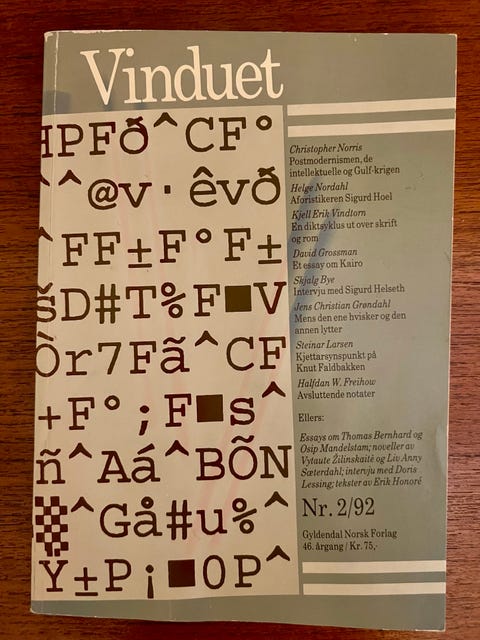 Vinduet
HPFð^CF°
^^@v·êvð
^FF±F°F±
šD#T%F■V
Òr7Fã^CF
+F°;F■s^
ñ^Aá^BÕN
▒^Gå#u%^
Y±P¡■0P^
Christopher Norris
Postmodernismen, de
intellektuelle og Gulf-krigen
Helge Nordahl
Aforistikeren Sigurd Hoel
Kjell Erik Vindtorn
En diktsyklus ut over skrift
og rom
David Grossman
Et essay om Kairo
Skjalg Bye
Intervju med Sigurd Helseth
Jens Christian Grøndahl
Mens den ene hvisker og den
annen lytter
Steinar Larsen
Kjettarsynspunkt på
Knut Faldbakken
Halfdan W. Freihow
Avsluttende notater
Ellers:
Essays om Thomas Bernhard og
Osip Mandelstam; noveller av
Vytaute Žilinskaitė og Liv Anny
Sæterdahl; intervju med Doris
Lessing; tekster av Erik Honoré
Nr. 2/92
Gyldendal Norsk Forlag
46. årgang / Kr. 75,-